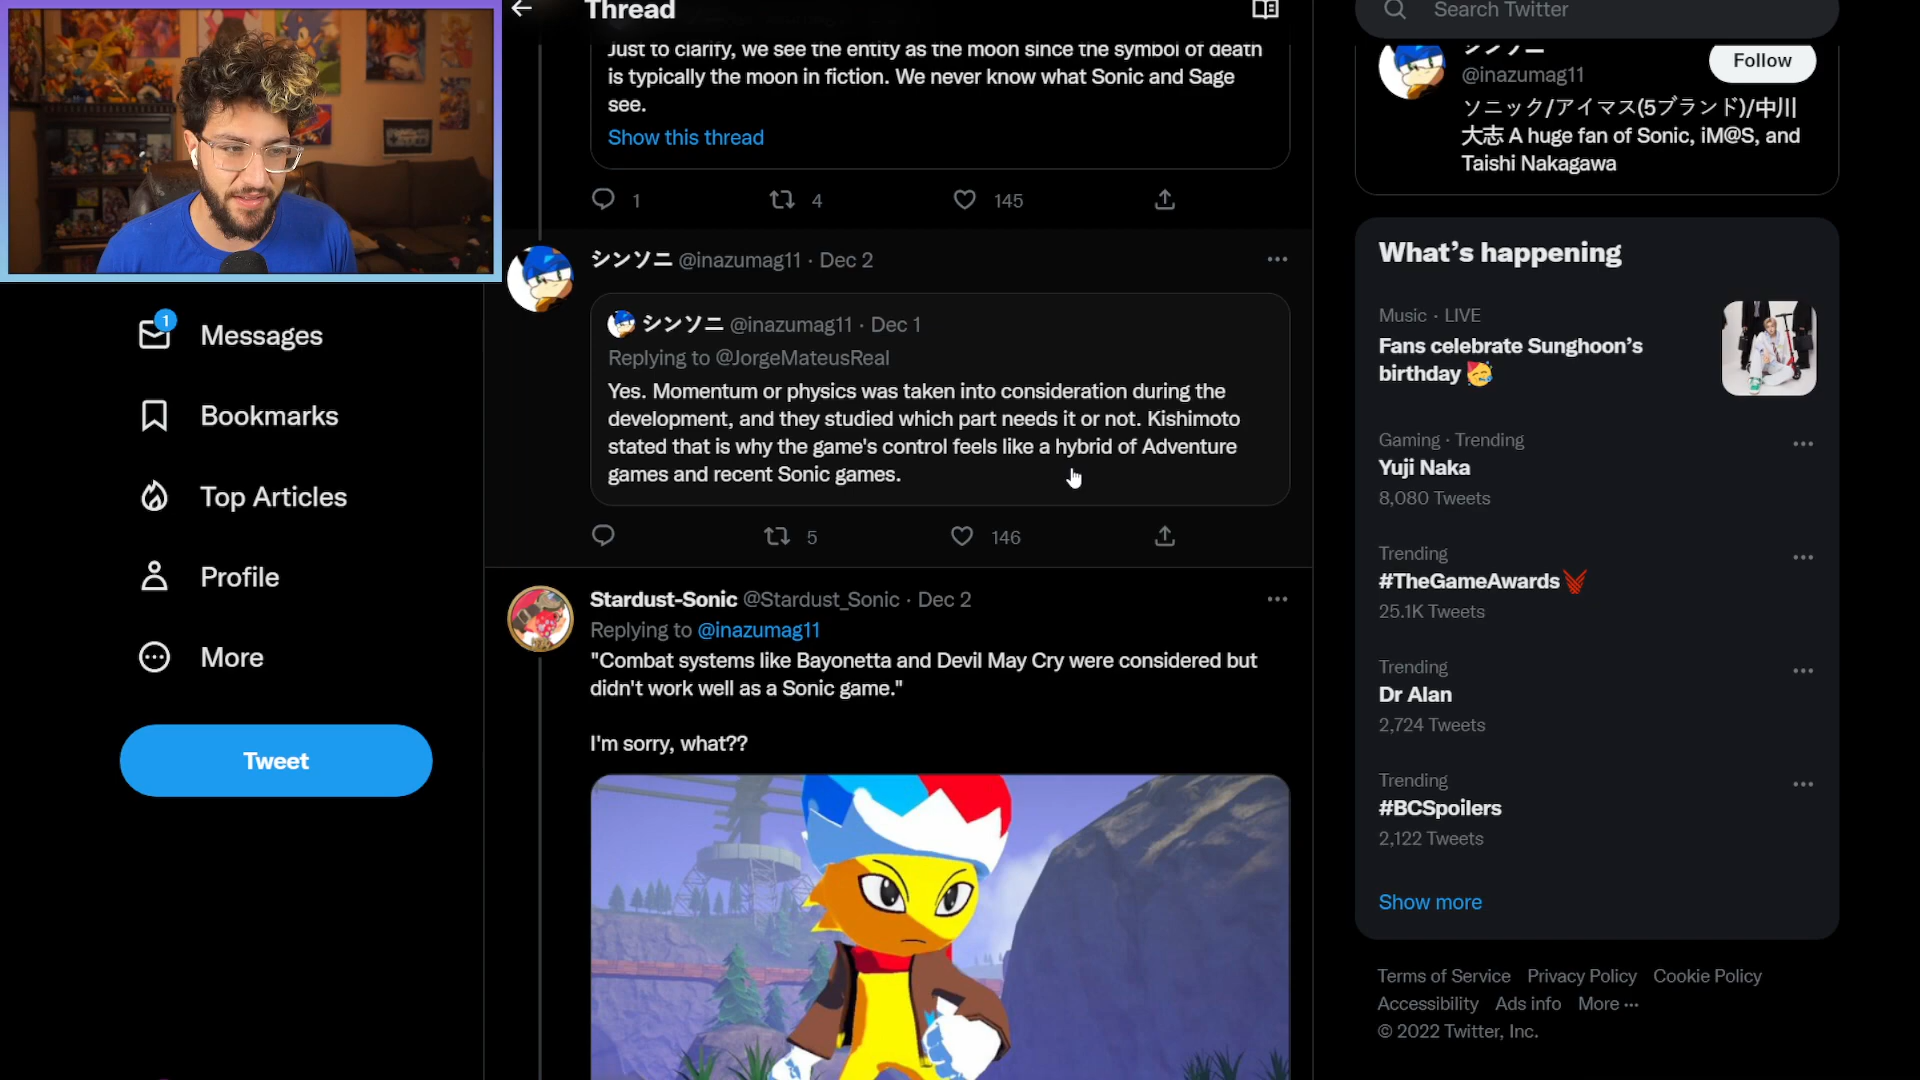 Thread
Just to clarify, we see the entity as the moon since the symbol of death
is typically the moon in fiction. We never know what Sonic and Sage
see.
Show this thread
1
4
145
シンソニ @inazumag11 · Dec 2
シンソニ @inazumag11 · Dec 1
Replying to @JorgeMateusReal
Yes. Momentum or physics was taken into consideration during the
development, and they studied which part needs it or not. Kishimoto
stated that is why the game's control feels like a hybrid of Adventure
games and recent Sonic games.
5
146
Stardust-Sonic @Stardust_Sonic · Dec 2
Replying to @inazumag11
"Combat systems like Bayonetta and Devil May Cry were considered but
didn't work well as a Sonic game."
I'm sorry, what??
1
Messages
Bookmarks
Top Articles
Profile
More
Tweet
Search Twitter
シンソニ
@inazumag11
Follow
ソニック/アイマス(5ブランド)/中川
大志 A huge fan of Sonic, iM@S, and
Taishi Nakagawa
What's happening
Music · LIVE
Fans celebrate Sunghoon's
birthday 🥳
Gaming · Trending
Yuji Naka
8,080 Tweets
Trending
#TheGameAwards
25.1K Tweets
Trending
Dr Alan
2,724 Tweets
Trending
#BCSpoilers
2,122 Tweets
Show more
Terms of Service Privacy Policy Cookie Policy
Accessibility Ads info More ···
© 2022 Twitter, Inc.